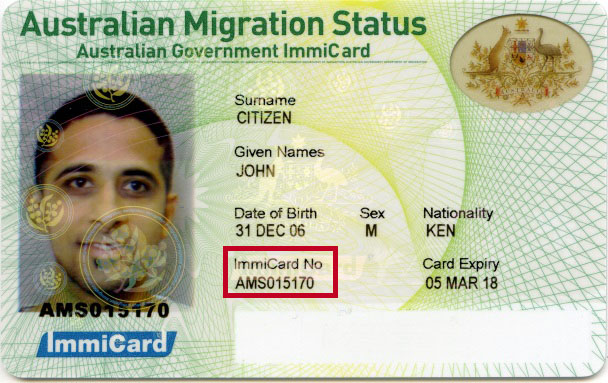 Australian Migration Status
Australian Government ImmiCard
Surname
CITIZEN
Given Names
JOHN
Date of Birth Sex Nationality
31 DEC 06 M KEN
ImmiCard No Card Expiry
AMS015170 05 MAR 18
AMS015170
ImmiCard